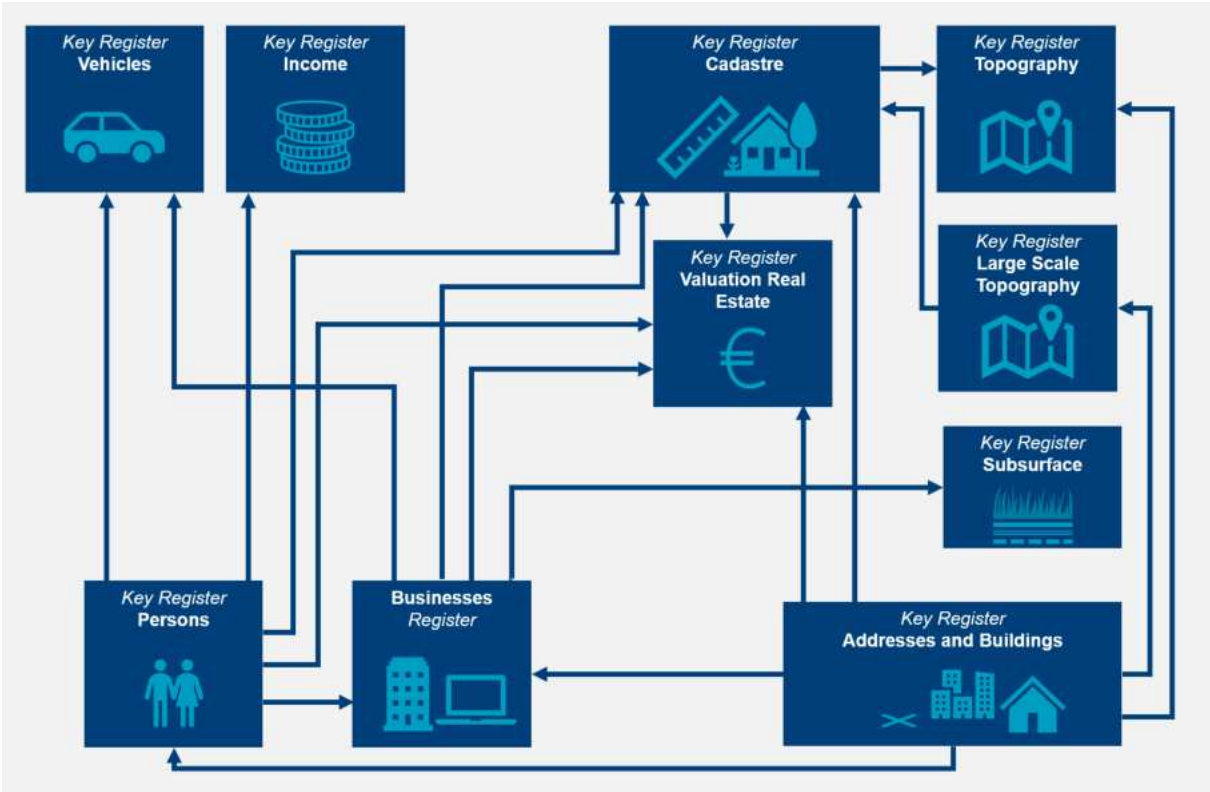 Key Register
Vehicles
Key Register
Income
Key Register
Cadastre
Key Register
Topography
Key Register
Valuation Real
Estate
€
Key Register
Large Scale
Topography
Key Register
Subsurface
Key Register
Persons
Businesses
Register
Key Register
Addresses and Buildings